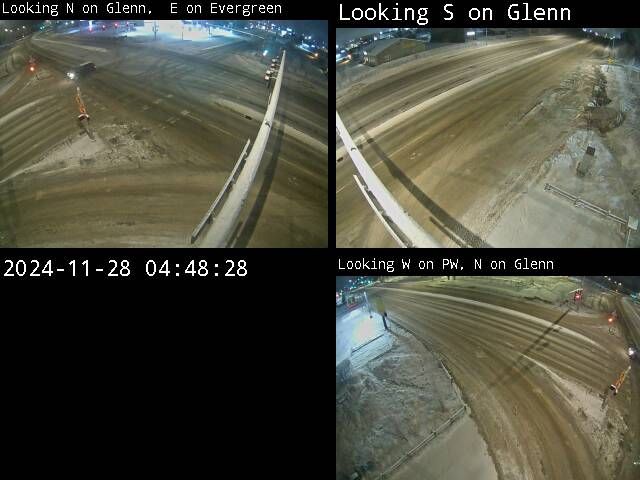 Looking N on Glenn,  E on Evergreen
Looking S on Glenn
2024-11-28 04:48:28
Looking W on PW, N on Glenn